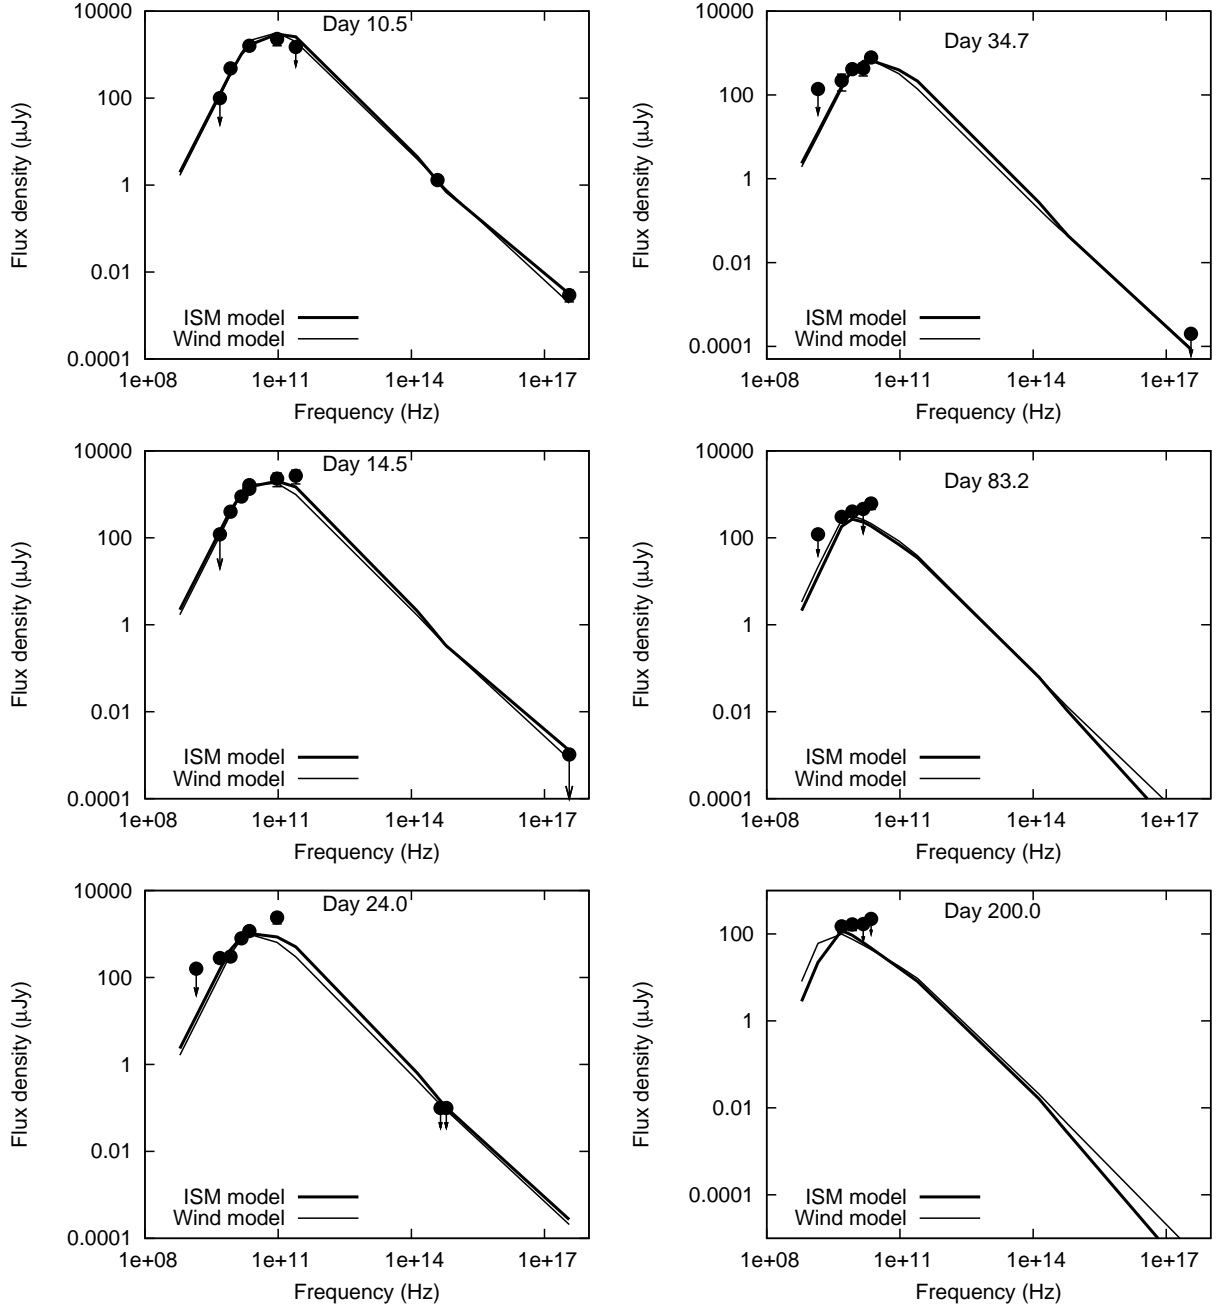 Day 10.5
Flux density (μJy)
10000
100
1
0.01
0.0001
ISM model
Wind model
1e+08 1e+11 1e+14 1e+17
Frequency (Hz)
Day 34.7
Flux density (μJy)
10000
100
1
0.01
0.0001
ISM model
Wind model
1e+08 1e+11 1e+14 1e+17
Frequency (Hz)
Day 14.5
Flux density (μJy)
10000
100
1
0.01
0.0001
ISM model
Wind model
1e+08 1e+11 1e+14 1e+17
Frequency (Hz)
Day 83.2
Flux density (μJy)
10000
100
1
0.01
0.0001
ISM model
Wind model
1e+08 1e+11 1e+14 1e+17
Frequency (Hz)
Day 24.0
Flux density (μJy)
10000
100
1
0.01
0.0001
ISM model
Wind model
1e+08 1e+11 1e+14 1e+17
Frequency (Hz)
Day 200.0
Flux density (μJy)
100
1
0.01
0.0001
ISM model
Wind model
1e+08 1e+11 1e+14 1e+17
Frequency (Hz)